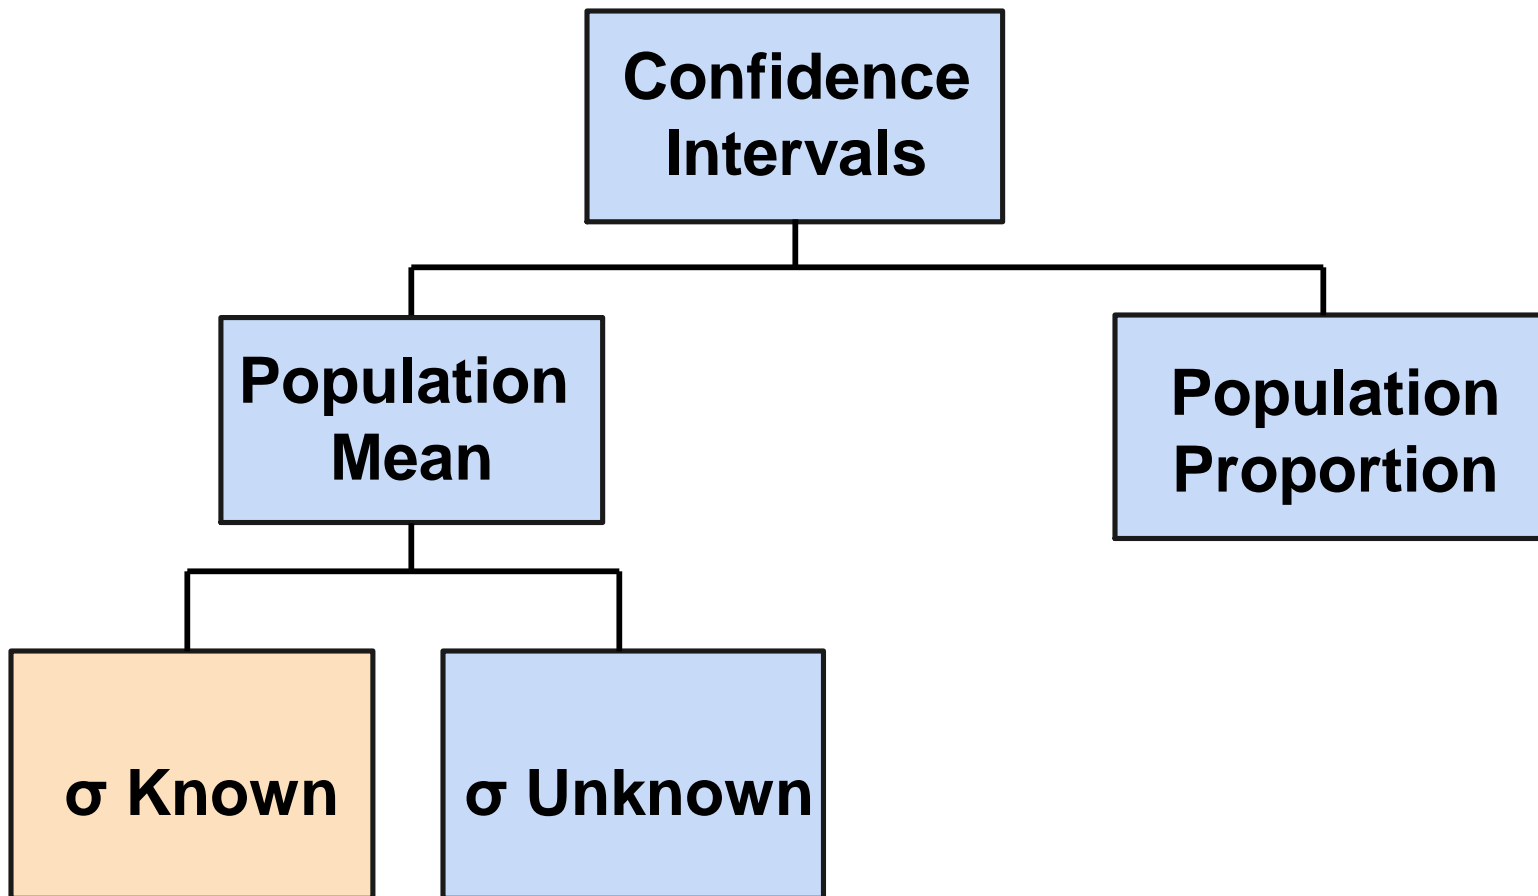 Confidence
Intervals
Population
Mean
Population
Proportion
σ Known
σ Unknown